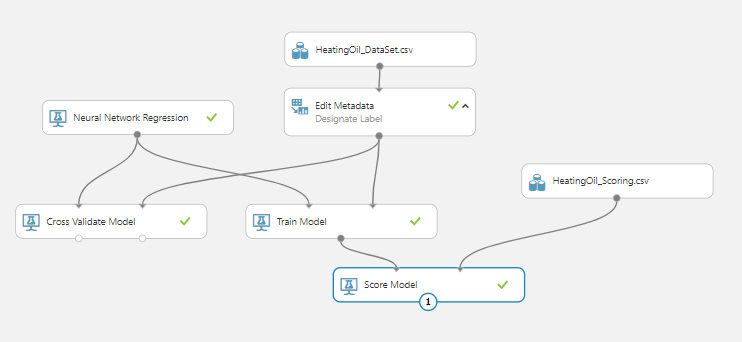 HeatingOil_DataSet.csv
Edit Metadata
Designate Label
Neural Network Regression
HeatingOil_Scoring.csv
Cross Validate Model
Train Model
Score Model
1